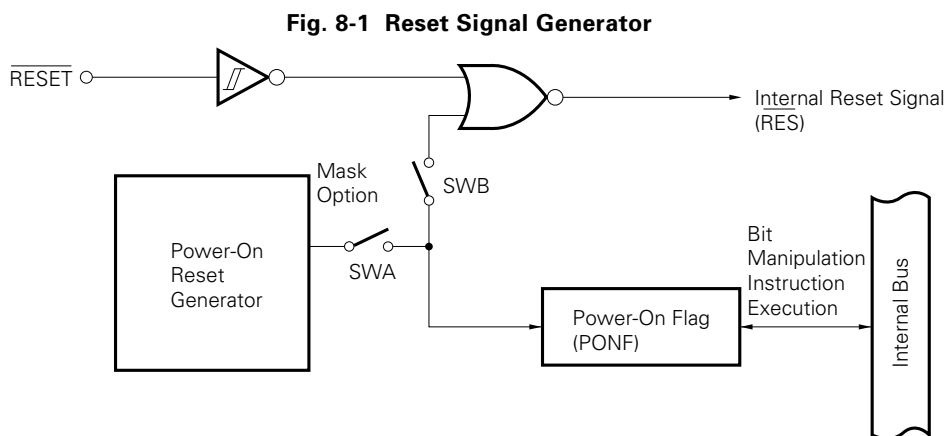 Fig. 8-1 Reset Signal Generator
RESET
Internal Reset Signal
(RES)
Mask
Option
SWB
Power-On
Reset
Generator
SWA
Bit
Manipulation
Instruction
Execution
Power-On Flag
(PONF)
Internal Bus